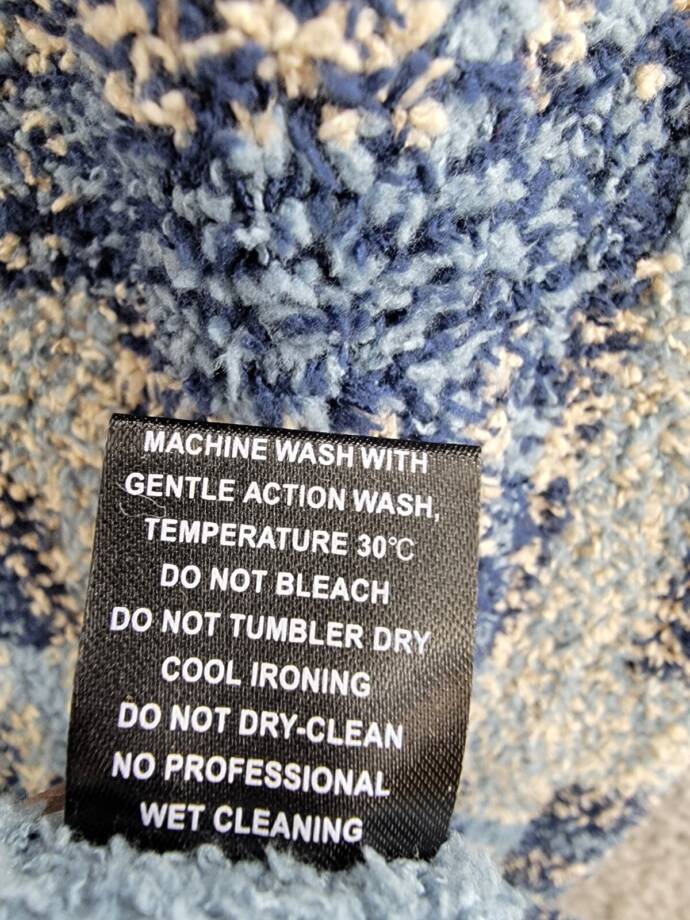 MACHINE WASH WITH
GENTLE ACTION WASH,
TEMPERATURE 30℃
DO NOT BLEACH
DO NOT TUMBLER DRY
COOL IRONING
DO NOT DRY-CLEAN
NO PROFESSIONAL
WET CLEANING